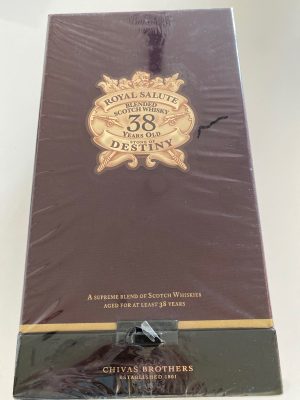 ROYAL SALUTE
BLENDED
SCOTCH WHISKY
38
YEARS OLD
STONE OF
DESTINY
A SUPREME BLEND OF SCOTCH WHISKIES
AGED FOR AT LEAST 38 YEARS
CHIVAS BROTHERS
ESTABLISHED 1801